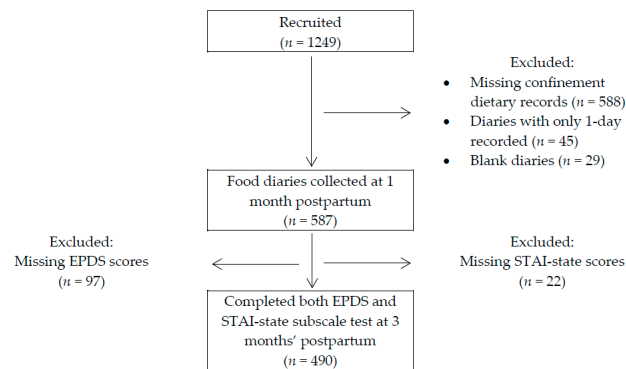 Recruited
(n = 1249)
Excluded:
• Missing confinement
dietary records (n = 588)
• Diaries with only 1-day
recorded (n = 45)
• Blank diaries (n = 29)
Food diaries collected at 1
month postpartum
(n = 587)
Excluded:
Missing EPDS scores
(n = 97)
Excluded:
Missing STAI-state scores
(n = 22)
Completed both EPDS and
STAI-state subscale test at 3
months’ postpartum
(n = 490)